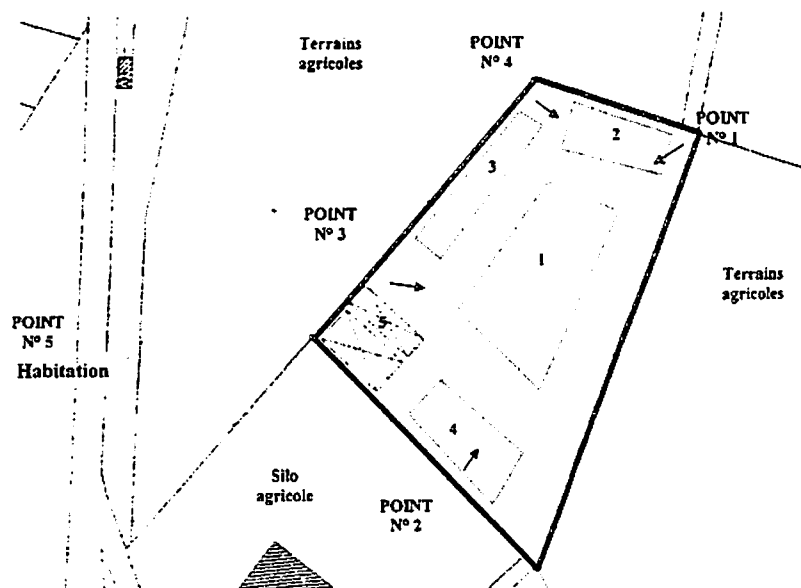 Terrains
agricoles
POINT
N° 4
POINT
N° 1
2
3
POINT
N° 3
1
Terrains
agricoles
POINT
N° 5
Habitation
5
4
Silo
agricole
POINT
N° 2